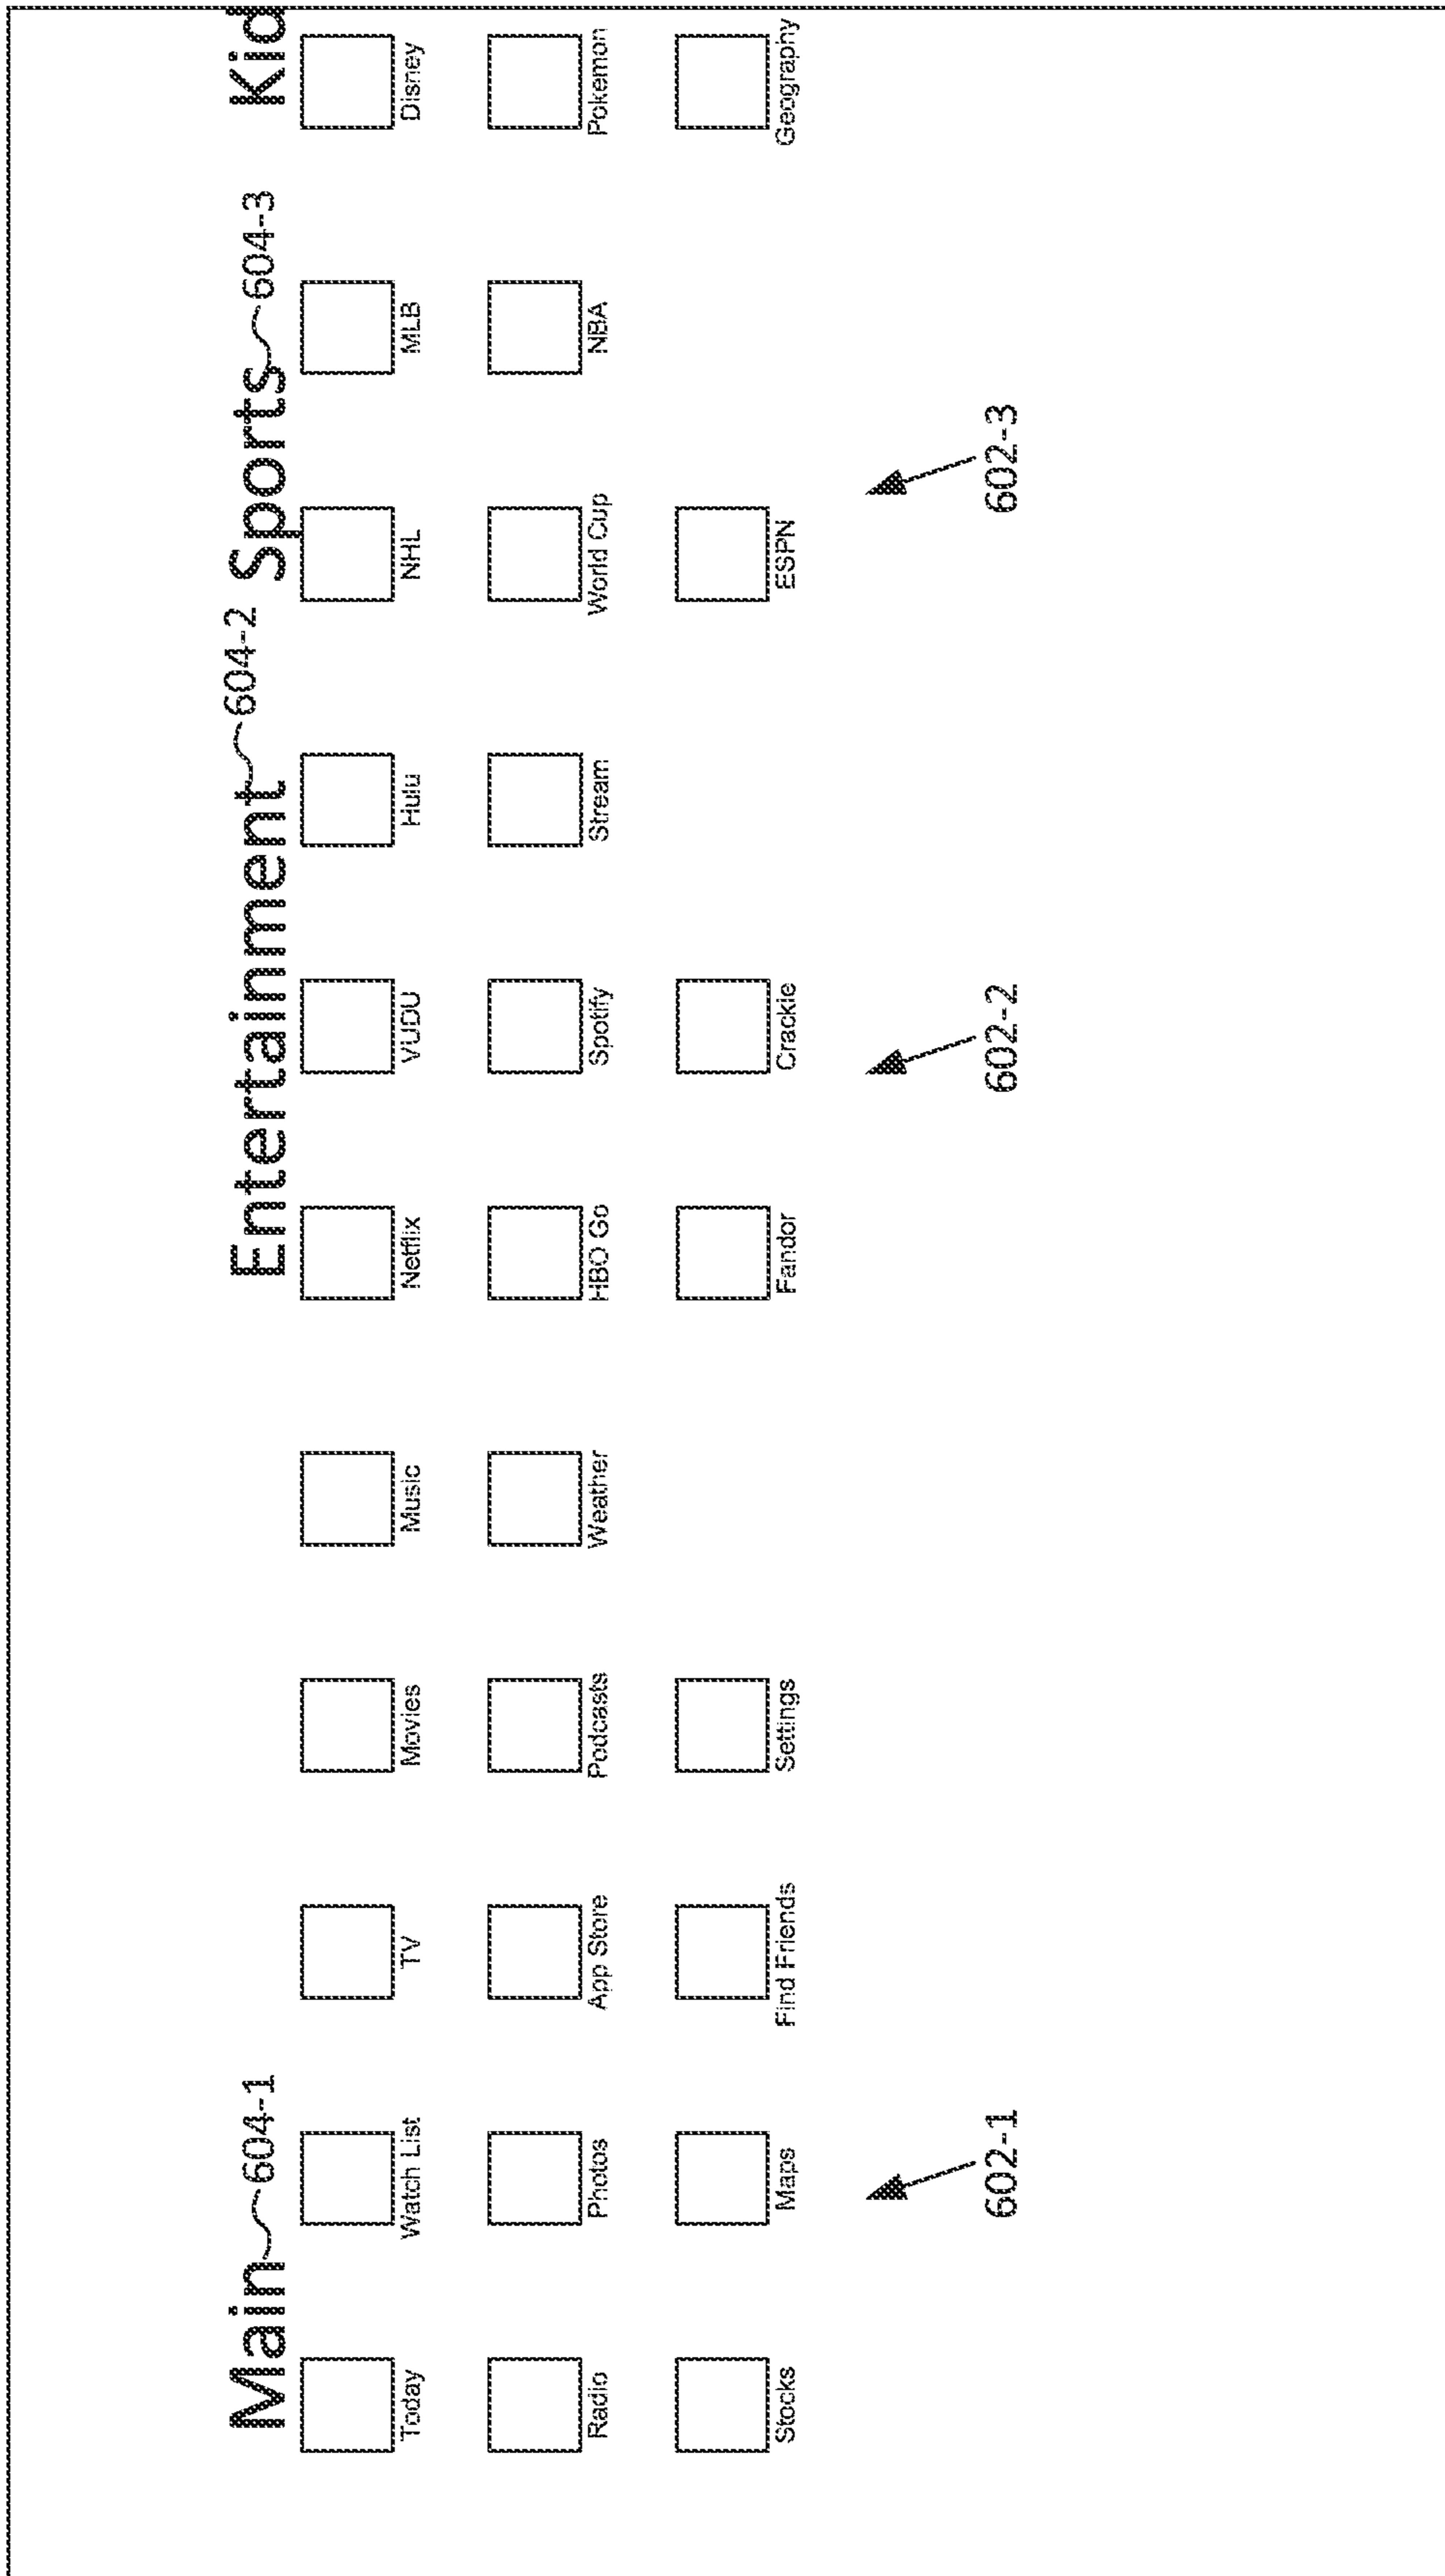 Main 604-1 Entertainment 604-2 Sports 604-3 Kid
Today Watch List TV Movies Music Netflix VUDU Hulu NHL MLB Disney
Radio Photos App Store Podcasts Weather HBO Go Spotify Stream World Cup NBA Pokemon
Stocks Maps Find Friends Settings Fandor Crackle ESPN Geography
602-1 602-2 602-3